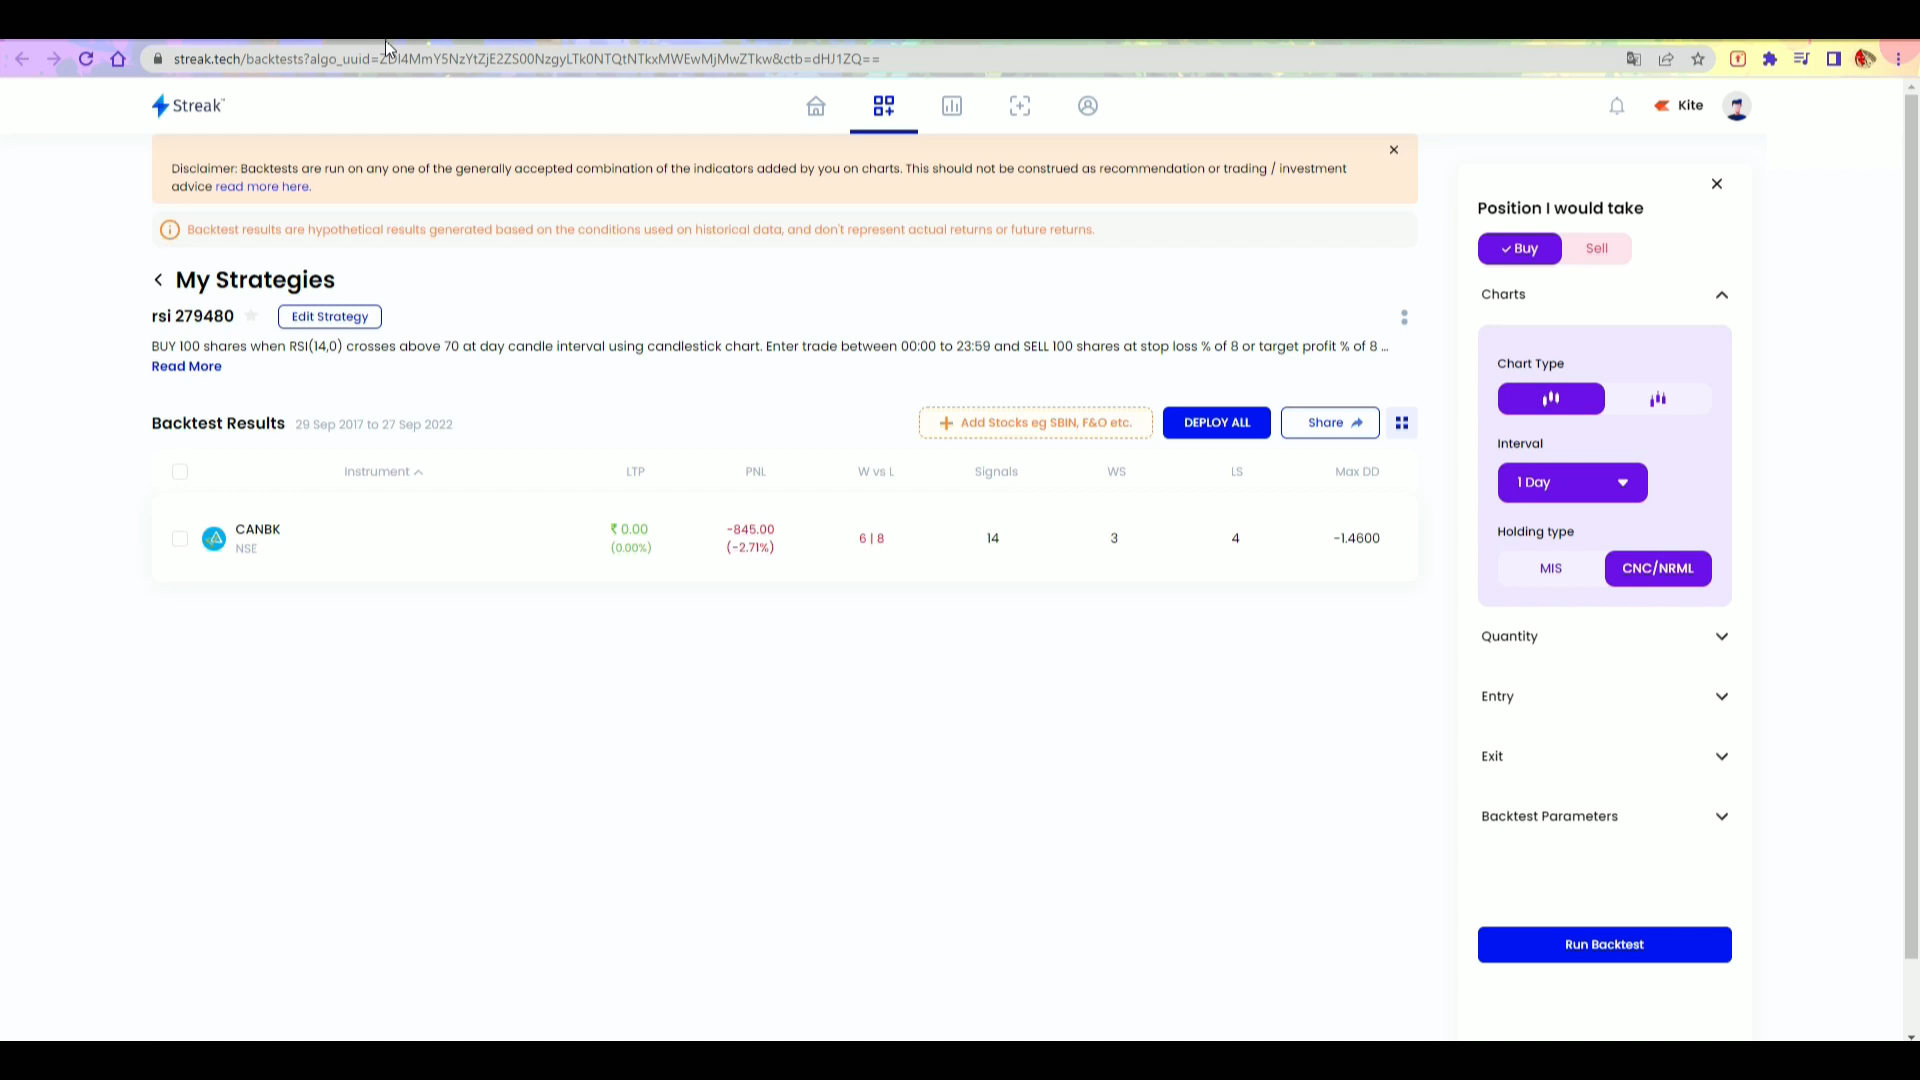 streak.tech/backtests?algo_uuid=ZDI4MmY5NzYtZjE2ZS00NzgyLTk0NTQtNTkxMWEwMjMwZTkw&ctb=dHJ1ZQ==
Streak
Kite
Disclaimer: Backtests are run on any one of the generally accepted combination of the indicators added by you on charts. This should not be construed as recommendation or trading / investment
advice read more here.
Backtest results are hypothetical results generated based on the conditions used on historical data, and don't represent actual returns or future returns.
My Strategies
rsi 279480 Edit Strategy
BUY 100 shares when RSI(14,0) crosses above 70 at day candle interval using candlestick chart. Enter trade between 00:00 to 23:59 and SELL 100 shares at stop loss % of 8 or target profit % of 8 ...
Read More
Backtest Results 29 Sep 2017 to 27 Sep 2022
+ Add Stocks eg SBIN, F&O etc. DEPLOY ALL Share
Instrument LTP PNL W vs L Signals WS LS Max DD
CANBK ₹ 0.00 -845.00 6 | 8 14 3 4 -1.4600
NSE (0.00%) (-2.71%)
Position I would take
Buy Sell
Charts
Chart Type
Interval
1 Day
Holding type
MIS CNC/NRML
Quantity
Entry
Exit
Backtest Parameters
Run Backtest